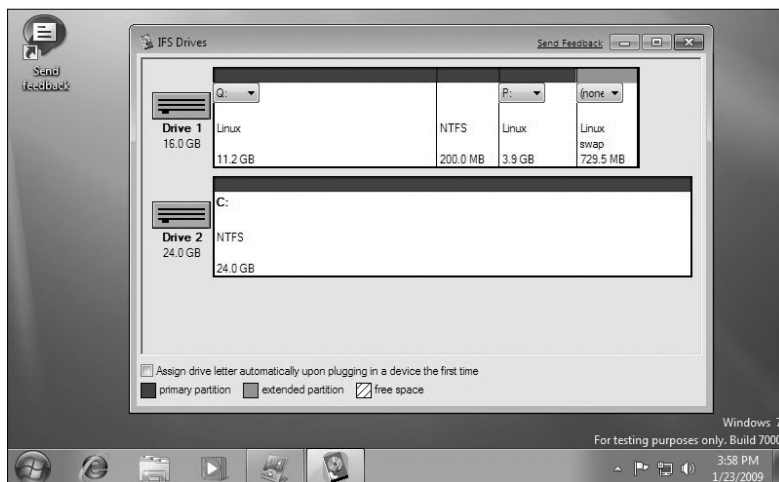 Send
feedback
IFS Drives
Send Feedback
Drive 1
16.0 GB
Q:
Linux
11.2 GB
NTFS
200.0 MB
P:
Linux
3.9 GB
(none
Linux
swap
729.5 MB
Drive 2
24.0 GB
C:
NTFS
24.0 GB
Assign drive letter automatically upon plugging in a device the first time
primary partition extended partition free space
Windows 7
For testing purposes only. Build 7000
3:58 PM
1/23/2009